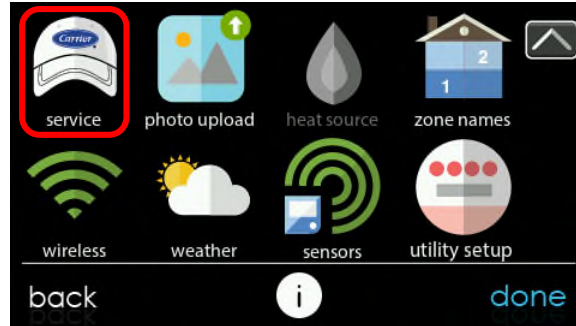 Carrier
service
photo upload
heat source
2
1
zone names
wireless
weather
sensors
utility setup
back
i
done